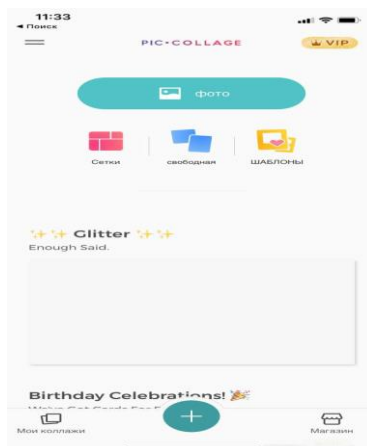 11:33
◀ Поиск
PIC•COLLAGE
VIP
фото
Сетки
свободная
ШАБЛОНЫ
✨ ✨ Glitter ✨ ✨
Enough Said.
Birthday Celebrations! 🎉
Мои коллажи
Магазин